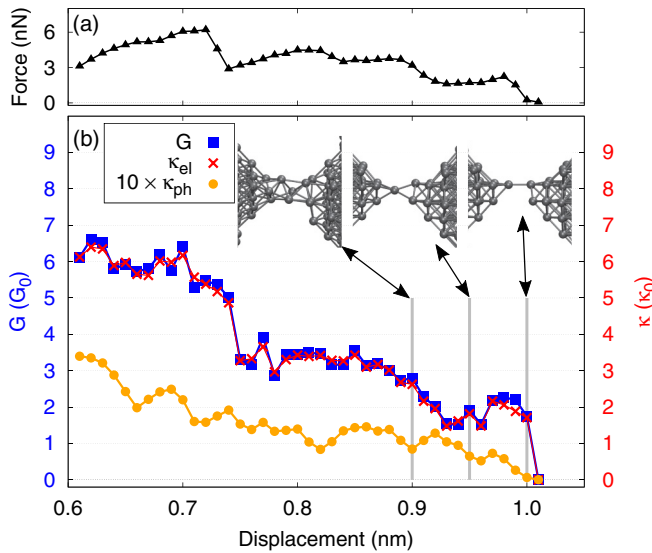 (a)
Force (nN)
6
3
0
(b)
G
κel
10 × κph
9
8
7
6
5
4
3
2
1
0
G (G0)
9
8
7
6
5
4
3
2
1
0
κ (κ0)
0.6 0.7 0.8 0.9 1.0
Displacement (nm)